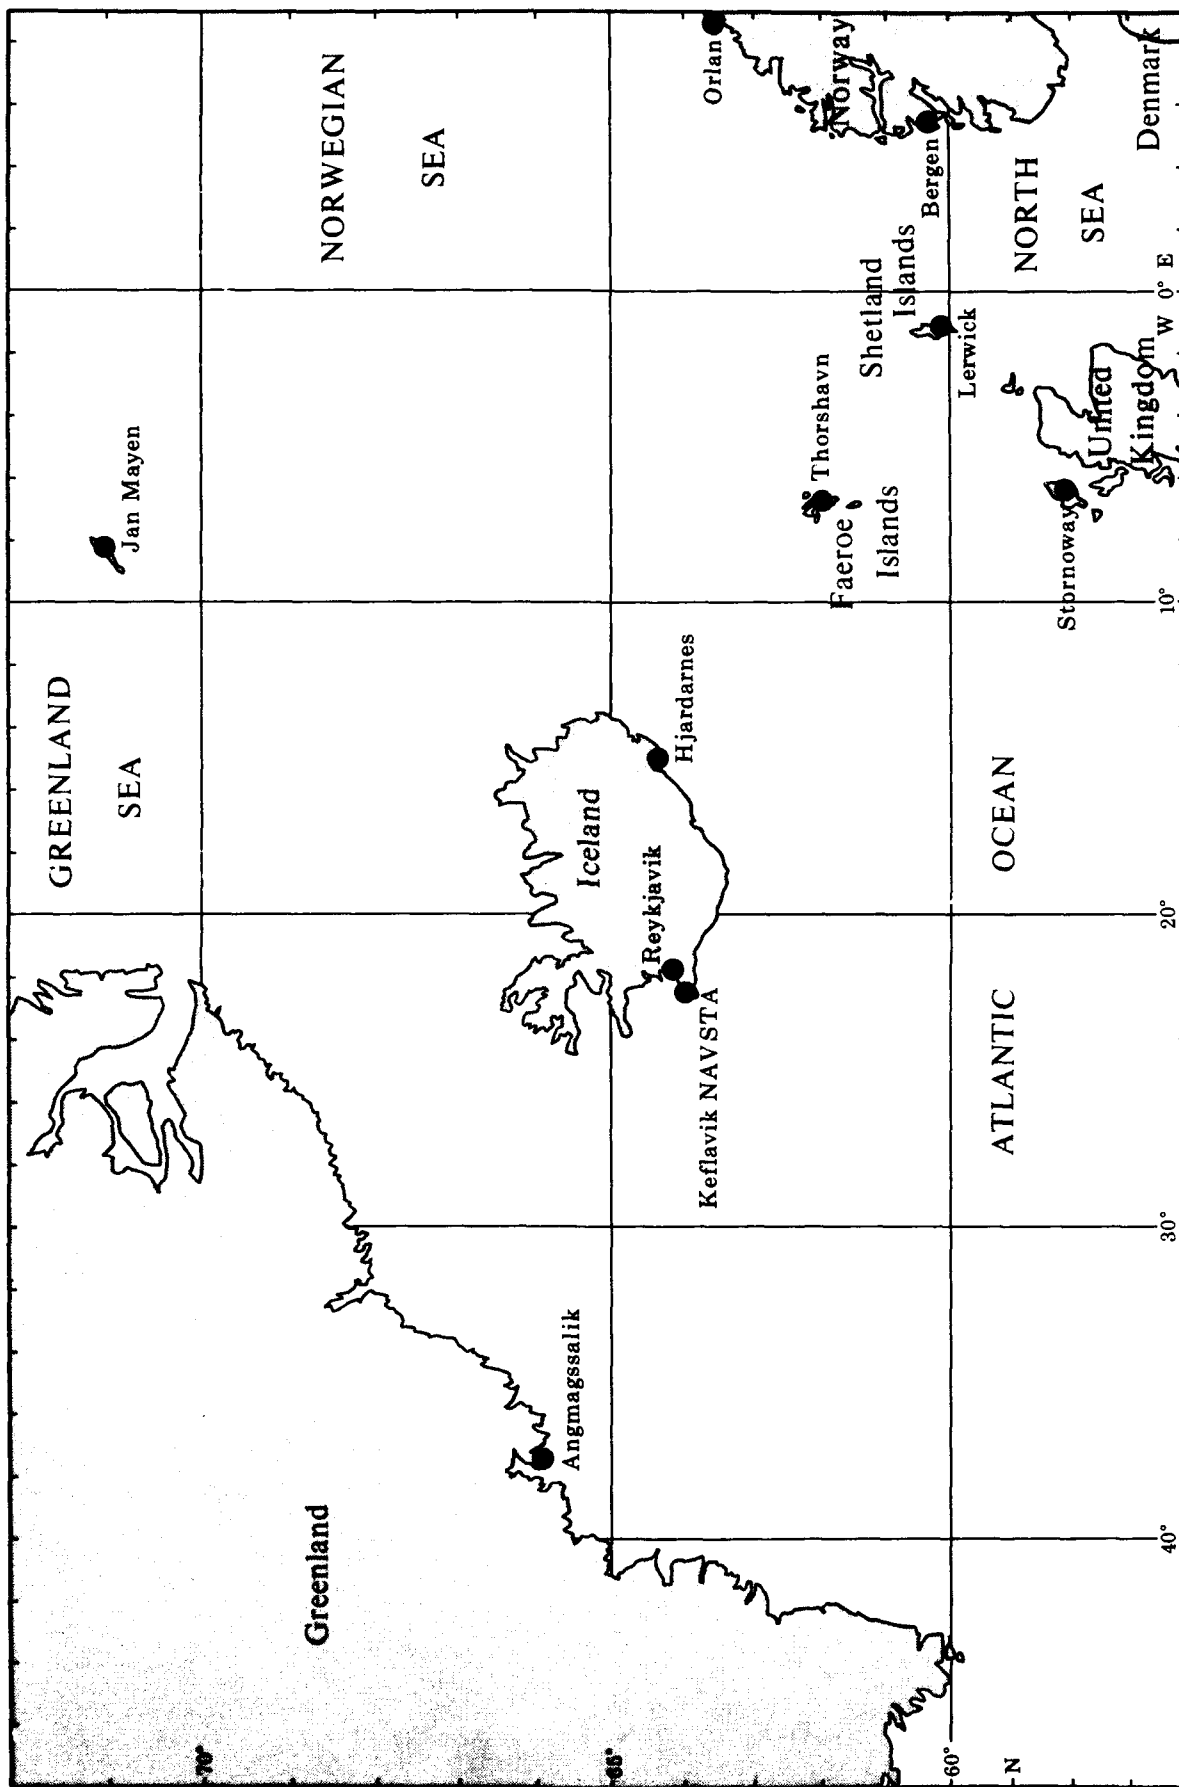 GREENLAND
SEA
NORWEGIAN
SEA
Jan Mayen
Greenland
Angmagssalik
Iceland
Reykjavik
Keflavik NAVSTA
Hjardarnes
Thorshavn
Faeroe
Islands
Shetland
Islands
Lerwick
Orlan
Norway
Bergen
NORTH
SEA
Denmark
United
Kingdom
Stornoway
ATLANTIC OCEAN
70°
65°
60°
N
40°
30°
20°
10°
W 0° E